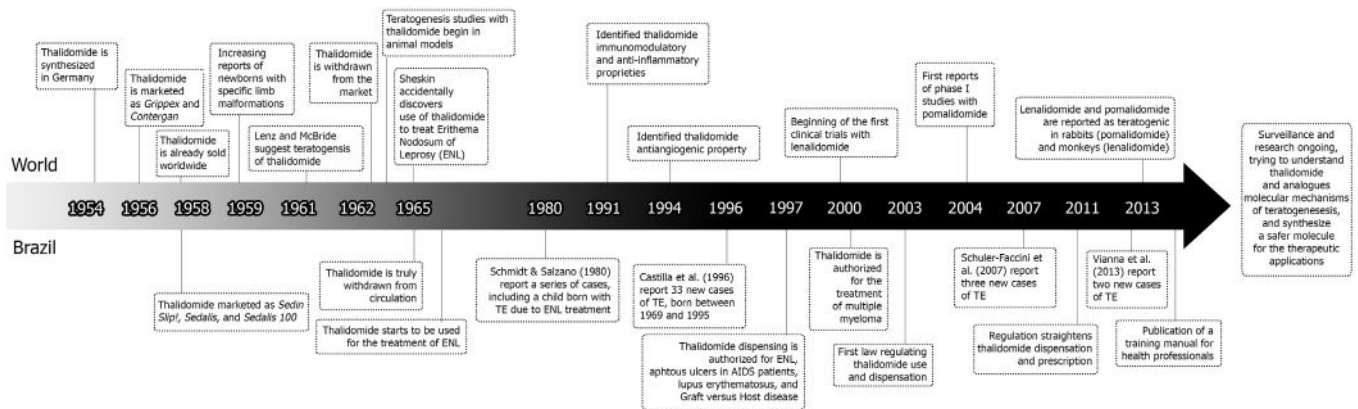 Thalidomide is
synthesized
in Germany
Thalidomide
is marketed
as Grippex and
Contergan
Thalidomide
is already sold
worldwide
Increasing
reports of
newborns with
specific limb
malformations
Lenz and McBride
suggest teratogensis
of thalidomide
Thalidomide
is withdrawn
from the
market
Teratogenesis studies with
thalidomide begin in
animal models
Sheskin
accidentally
discovers
use of thalidomide
to treat Erithema
Nodosum of
Leprosy (ENL)
Identified thalidomide
immunomodulatory
and anti-inflammatory
proprieties
Identified thalidomide
antiangiogenic property
Beginning of the first
clinical trials with
lenalidomide
First reports
of phase I
studies with
pomalidomide
Lenalidomide and pomalidomide
are reported as teratogenic
in rabbits (pomalidomide)
and monkeys (lenalidomide)
World
1954 1956 1958 1959 1961 1962 1965 1980 1991 1994 1996 1997 2000 2003 2004 2007 2011 2013
Brazil
Surveillance and
research ongoing,
trying to understand
thalidomide
and analogues
molecular mechanisms
of teratogenesesis,
and synthesize
a safer molecule
for the therapeutic
applications
Thalidomide marketed as Sedin
Slip!, Sedalis, and Sedalis 100
Thalidomide is truly
withdrawn from
circulation
Thalidomide starts to be used
for the treatment of ENL
Schmidt & Salzano (1980)
report a series of cases,
including a child born with
TE due to ENL treatment
Castilla et al. (1996)
report 33 new cases
of TE, born between
1969 and 1995
Thalidomide dispensing is
authorized for ENL,
aphtous ulcers in AIDS patients,
lupus erythematosus, and
Graft versus Host disease
Thalidomide is
authorized
for the
treatment
of multiple
myeloma
First law regulating
thalidomide use
and dispensation
Schuler-Faccini
et al. (2007) report
three new cases
of TE
Regulation straightens
thalidomide dispensation
and prescription
Vianna et al.
(2013) report
two new cases
of TE
Publication of a
training manual for
health professionals